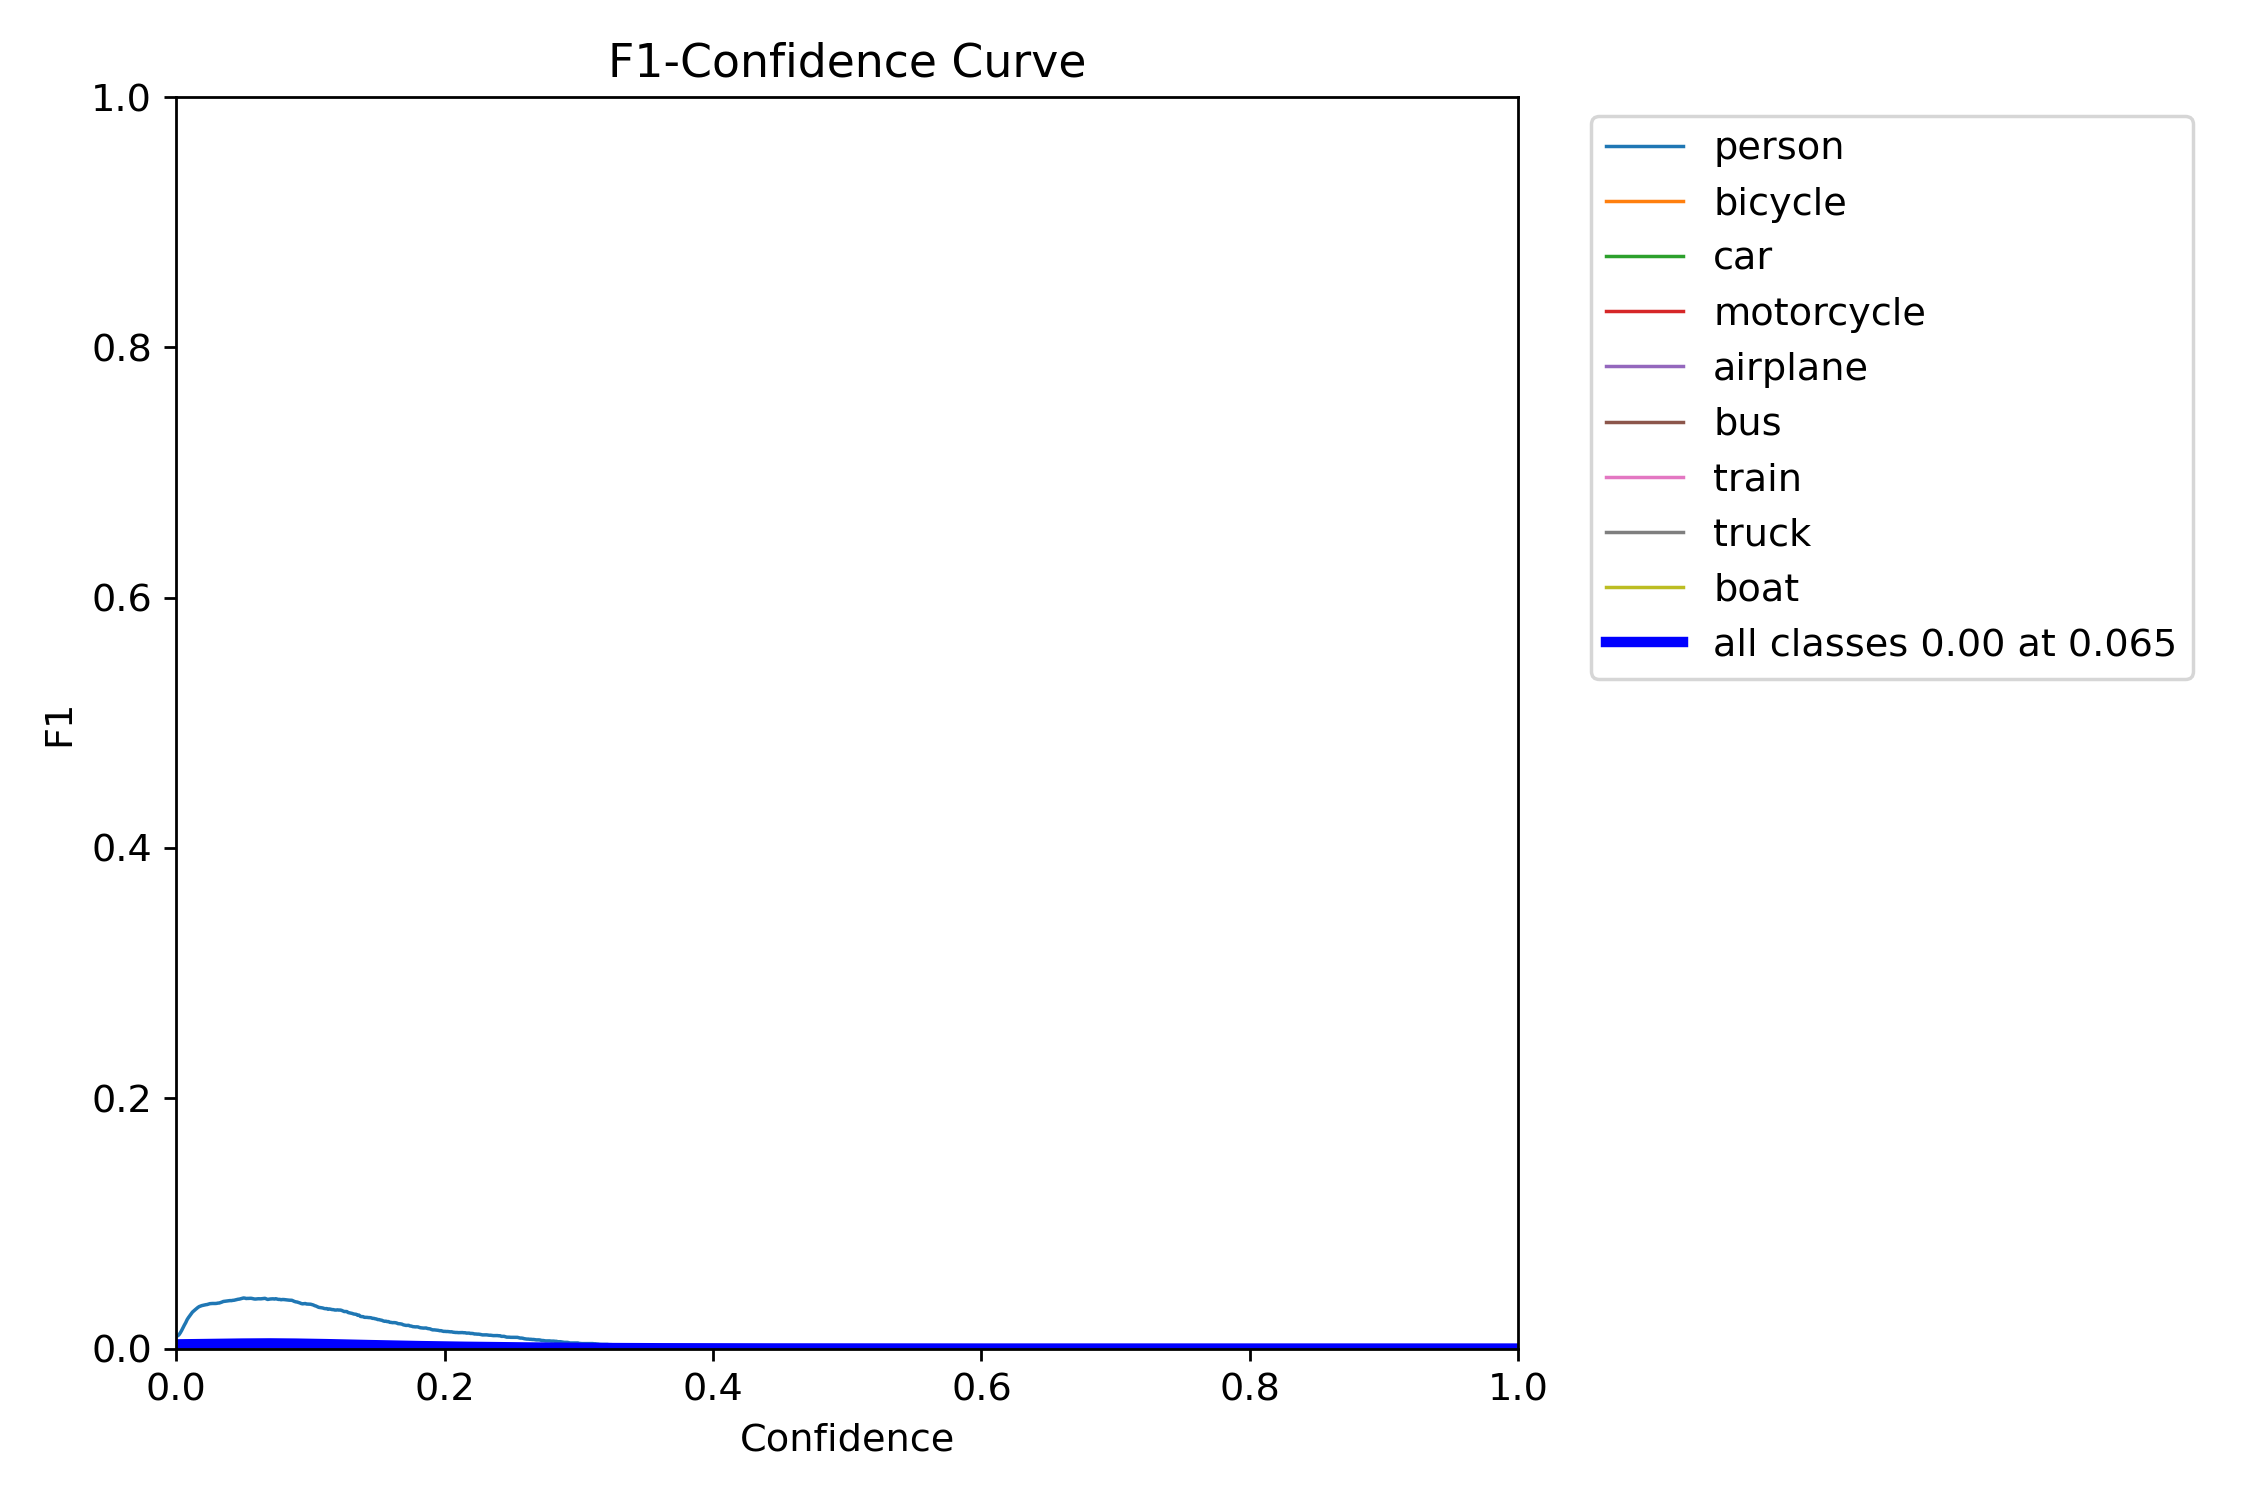 F1-Confidence Curve
1.0
0.8
0.6
0.4
0.2
0.0
F1
0.0 0.2 0.4 0.6 0.8 1.0
Confidence
person
bicycle
car
motorcycle
airplane
bus
train
truck
boat
all classes 0.00 at 0.065